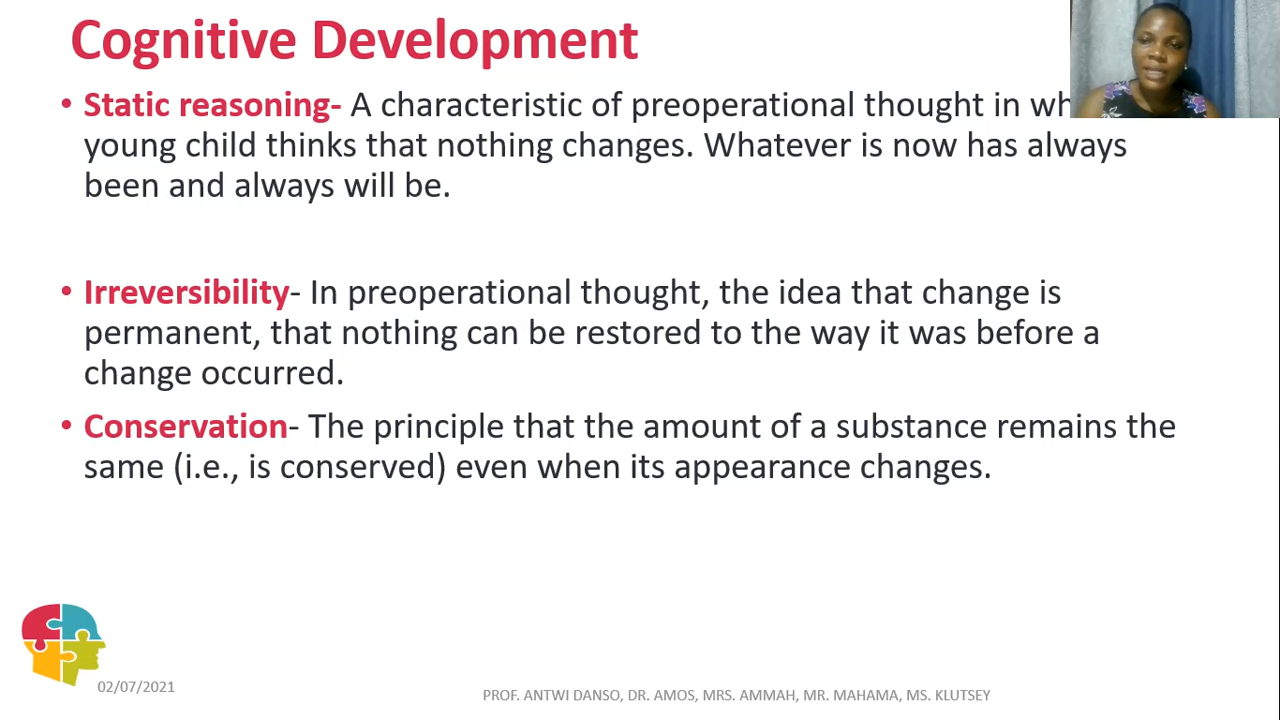 Cognitive Development
• Static reasoning- A characteristic of preoperational thought in wh
young child thinks that nothing changes. Whatever is now has always
been and always will be.
• Irreversibility- In preoperational thought, the idea that change is
permanent, that nothing can be restored to the way it was before a
change occurred.
• Conservation- The principle that the amount of a substance remains the
same (i.e., is conserved) even when its appearance changes.
02/07/2021
PROF. ANTWI DANSO, DR. AMOS, MRS. AMMAH, MR. MAHAMA, MS. KLUTSEY